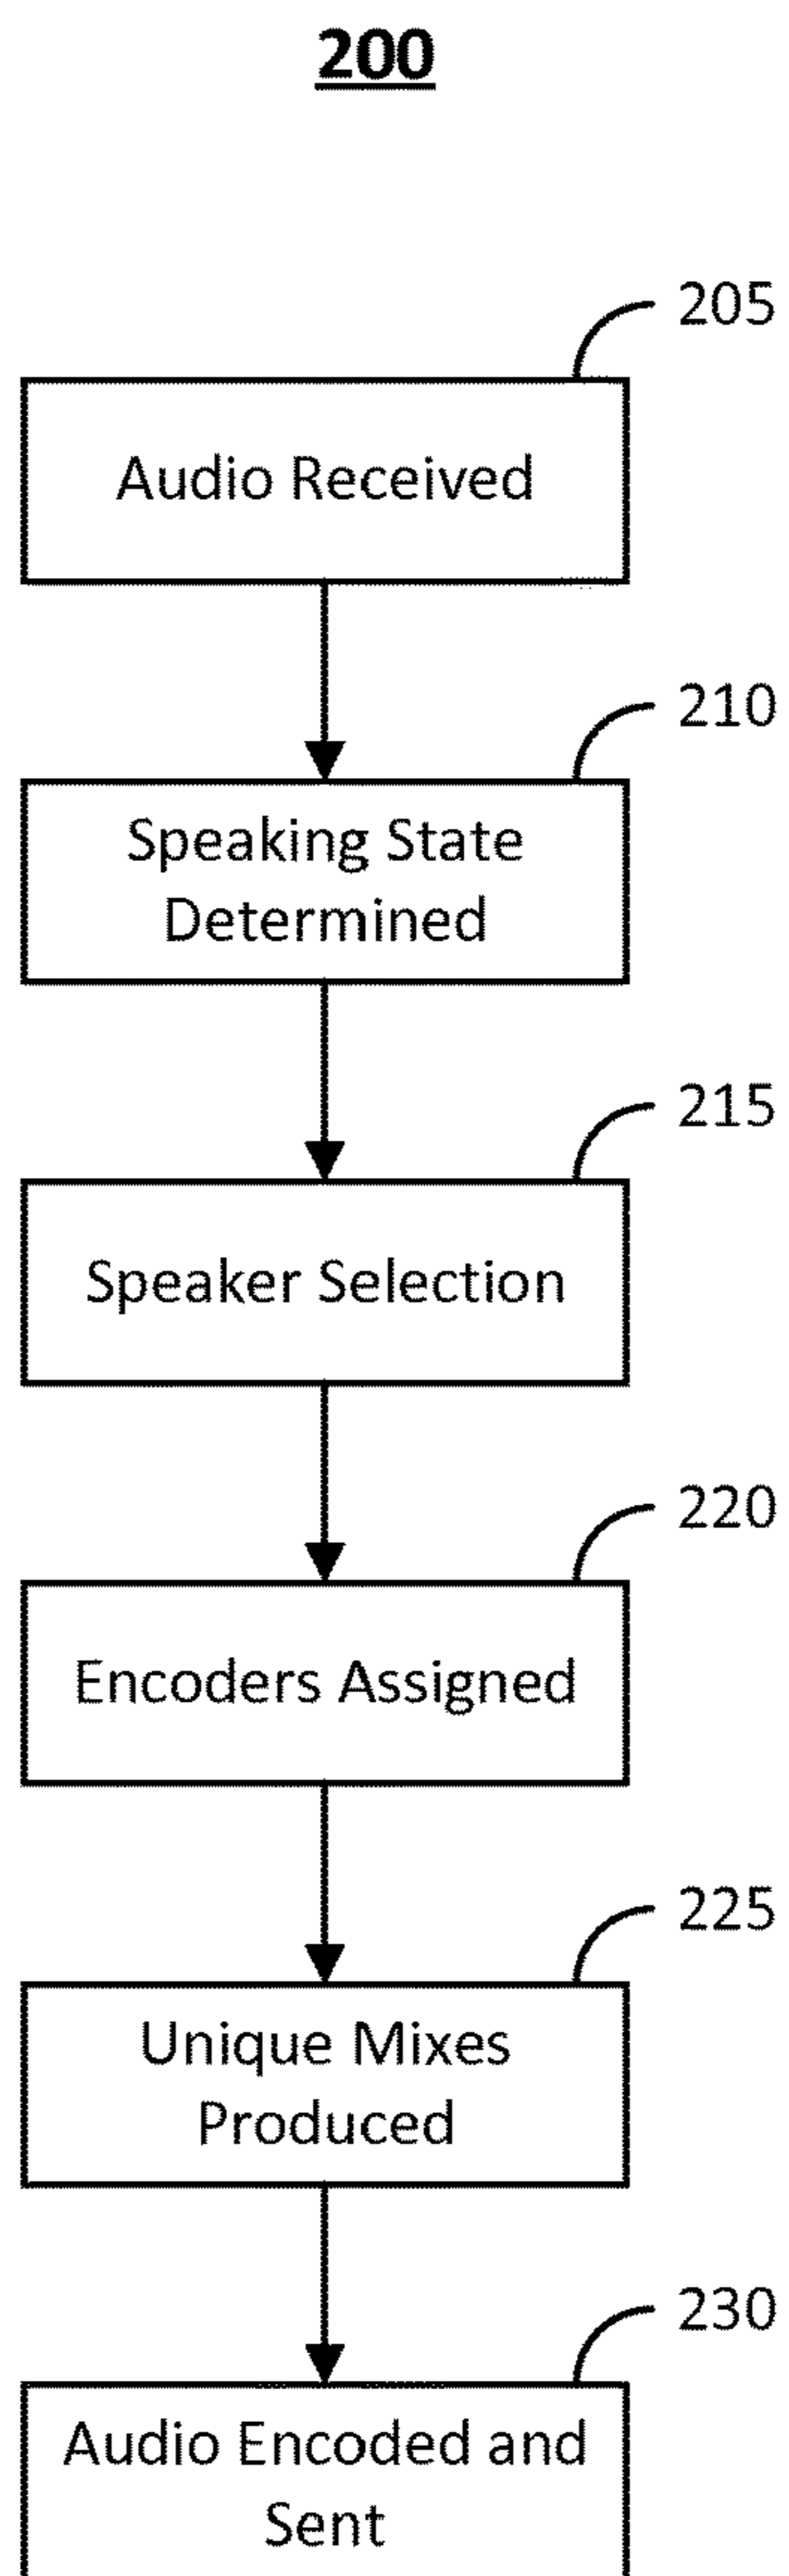 200
205
Audio Received
210
Speaking State
Determined
215
Speaker Selection
220
Encoders Assigned
225
Unique Mixes
Produced
230
Audio Encoded and
Sent